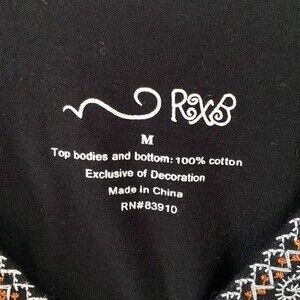 RXB
M
Top bodies and bottom: 100% cotton
Exclusive of Decoration
Made in China
RN#83910